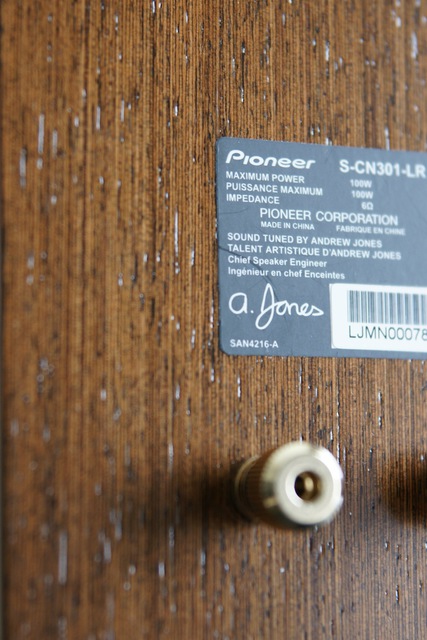 Pioneer S-CN301-LR
MAXIMUM POWER 100W
PUISSANCE MAXIMUM 100W
IMPEDANCE 6Ω
PIONEER CORPORATION
MADE IN CHINA FABRIQUE EN CHINE
SOUND TUNED BY ANDREW JONES
TALENT ARTISTIQUE D'ANDREW JONES
Chief Speaker Engineer
Ingénieur en chef Enceintes
a. Jones
LJMN00078
SAN4216-A